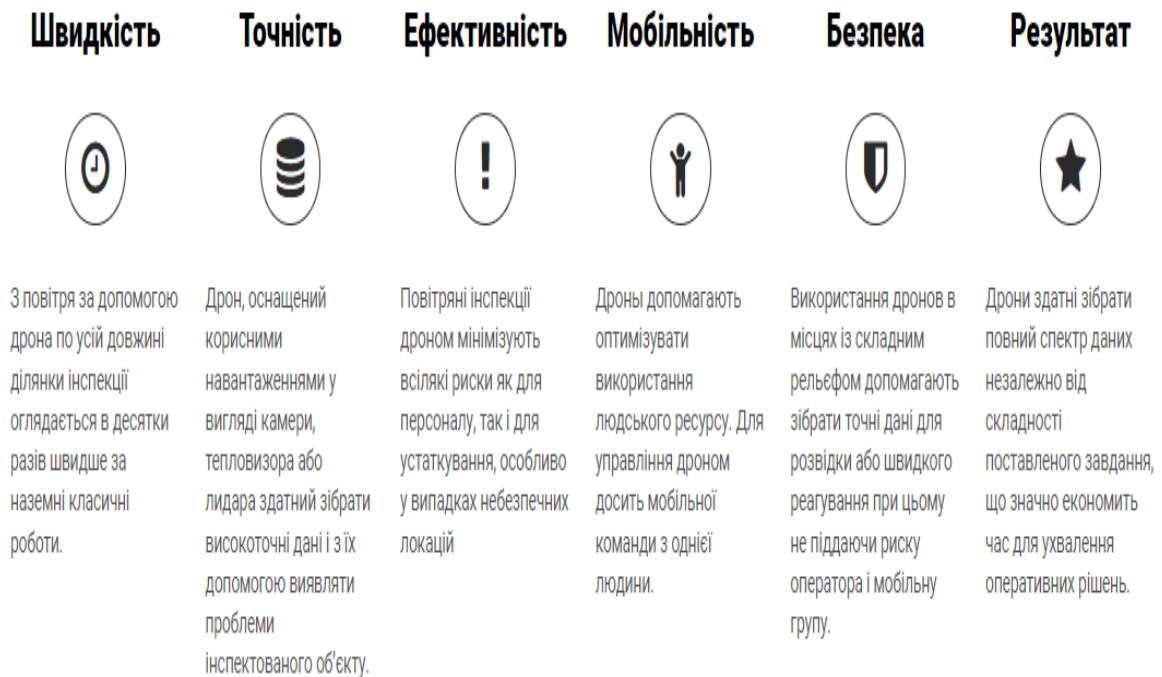 Швидкість
З повітря за допомогою
дрона по усій довжині
ділянки інспекції
оглядається в десятки
разів швидше за
наземні класичні
роботи.
Точність
Дрон, оснащений
корисними
навантаженнями у
вигляді камери,
тепловизора або
лидара здатний зібрати
високоточні дані і з їх
допомогою виявляти
проблеми
інспектованого об’єкту.
Ефективність
Повітряні інспекції
дроном мінімізують
всілякі риски як для
персоналу, так і для
устаткування, особливо
у випадках небезпечних
локацій
Мобільність
Дроны допомагають
оптимізувати
використання
людського ресурсу. Для
управління дроном
досить мобільної
команди з однієї
людини.
Безпека
Використання дронов в
місцях із складним
рельєфом допомагають
зібрати точні дані для
розвідки або швидкого
реагування при цьому
не піддаючи риску
оператора і мобільну
групу.
Результат
Дрони здатні зібрати
повний спектр даних
незалежно від
складності
поставленого завдання,
що значно економить
час для ухвалення
оперативних рішень.